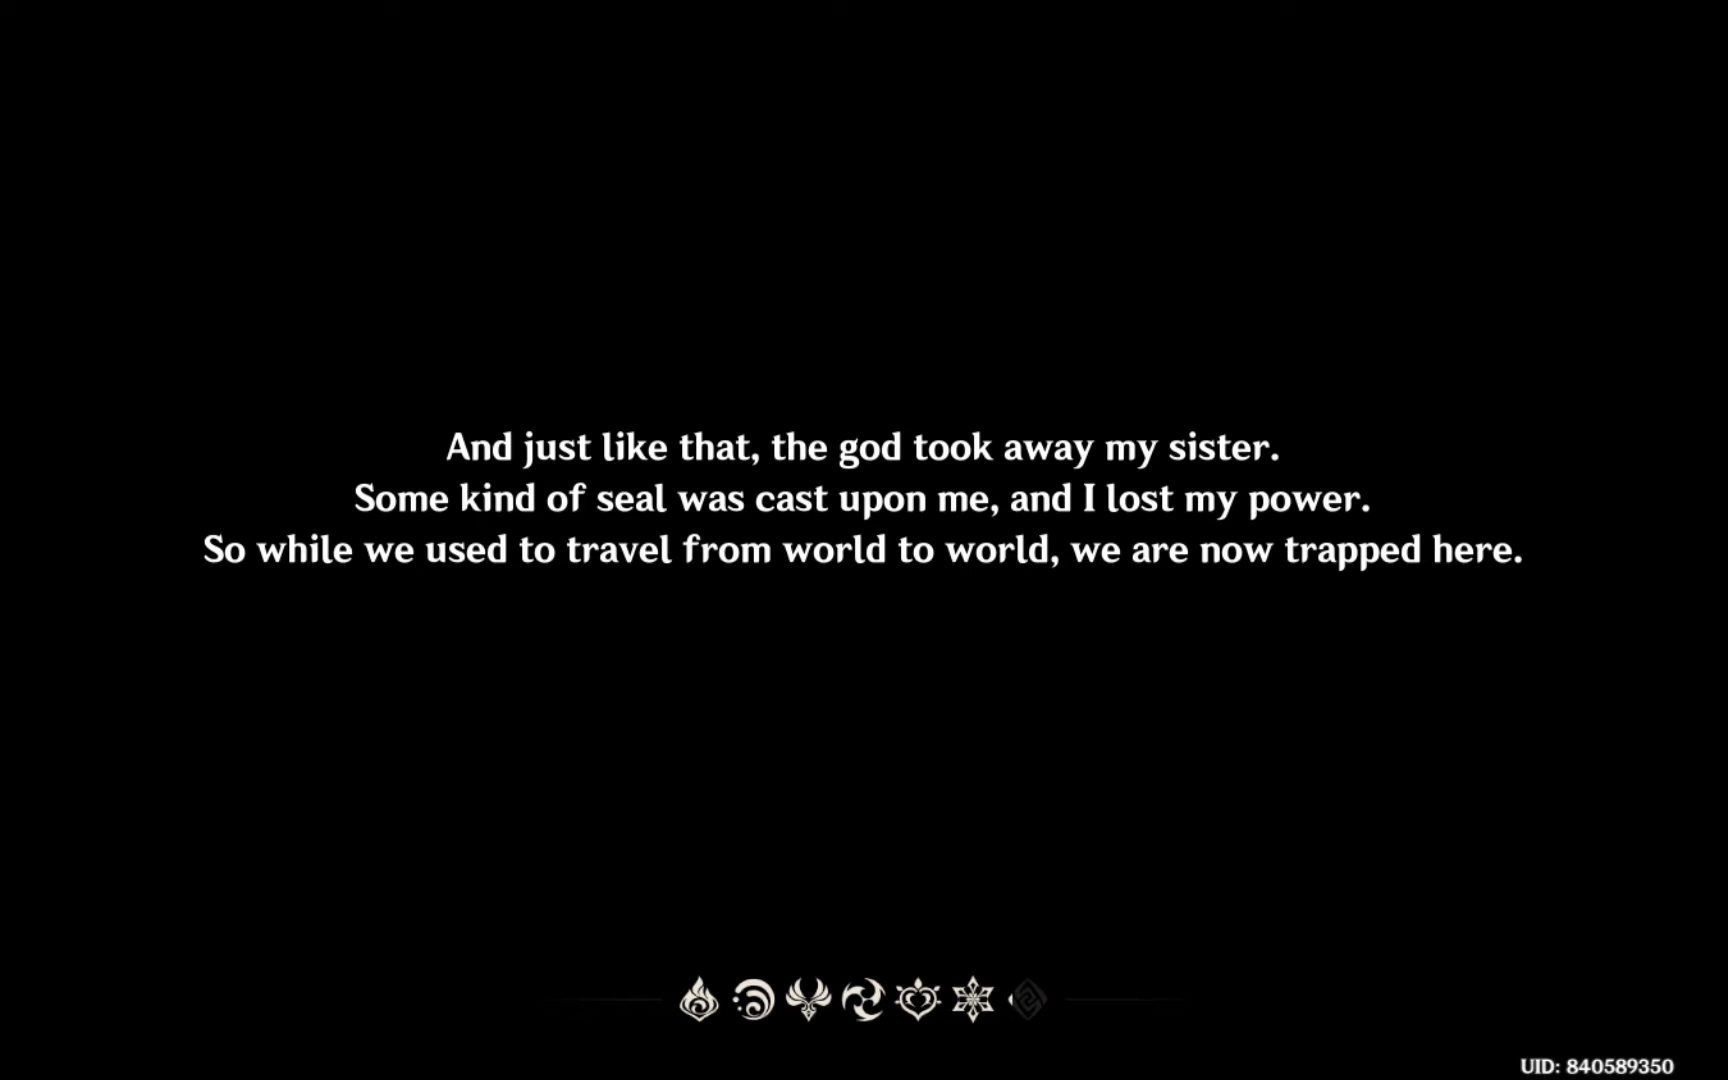 And just like that, the god took away my sister.
Some kind of seal was cast upon me, and I lost my power.
So while we used to travel from world to world, we are now trapped here.
UID: 840589350